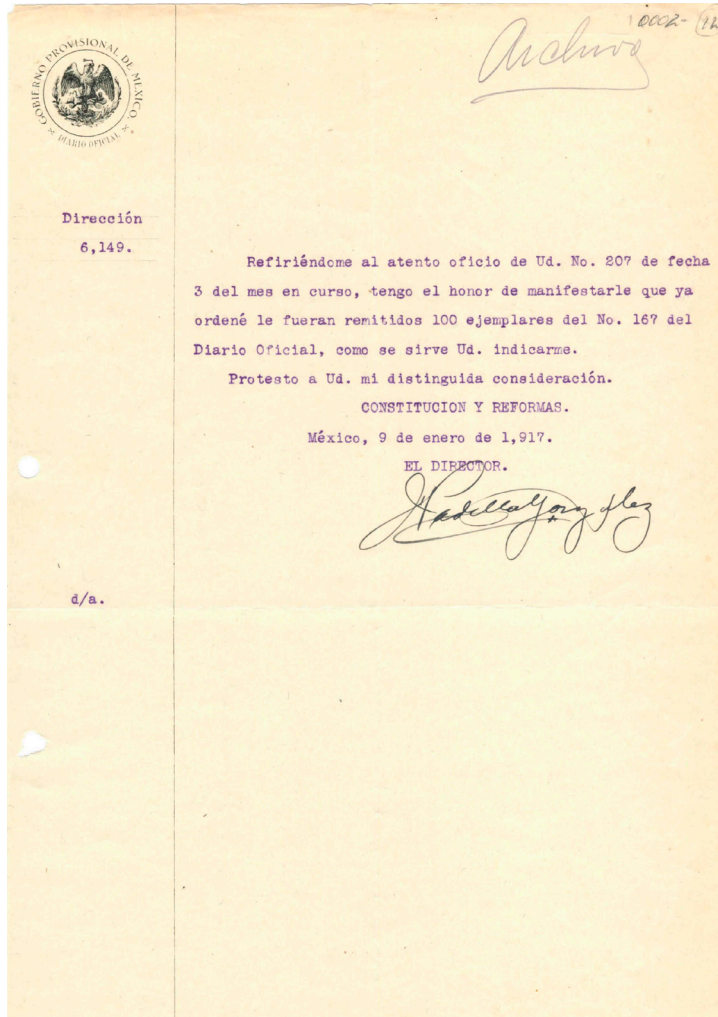 0002-
Archivo
GOBIERNO PROVISIONAL DE MEXICO.
DIARIO OFICIAL
Dirección
6,149.
Refiriéndome al atento oficio de Ud. No. 207 de fecha
3 del mes en curso, tengo el honor de manifestarle que ya
ordené le fueran remitidos 100 ejemplares del No. 167 del
Diario Oficial, como se sirve Ud. indicarme.
Protesto a Ud. mi distinguida consideración.
CONSTITUCION Y REFORMAS.
México, 9 de enero de 1,917.
EL DIRECTOR.
Padilla González
d/a.